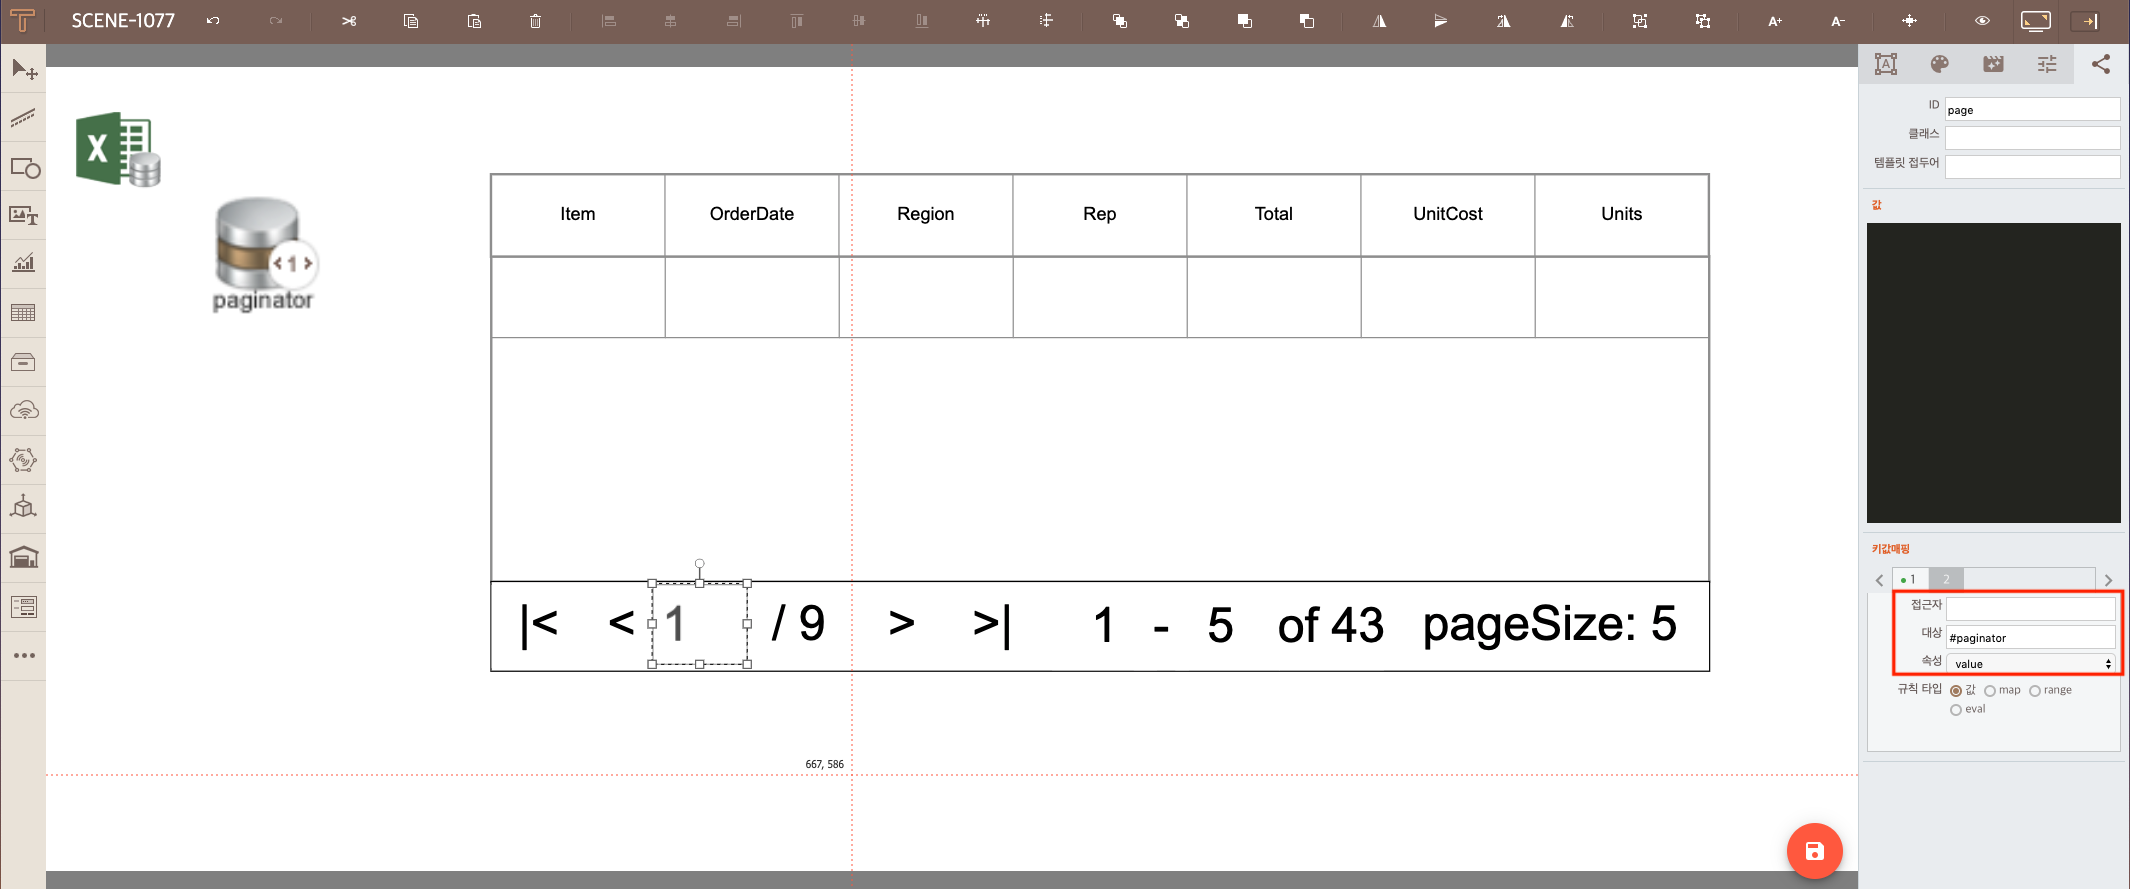 SCENE-1077
A+
A-
X
< 1 >
paginator
Item OrderDate Region Rep Total UnitCost Units
|< < 1 / 9 > >| 1 - 5 of 43 pageSize: 5
667, 586
ID page
클래스
템플릿 접두어
값
키값매핑
1 2
접근자
대상 #paginator
속성 value
규칙 타입 값 map range
eval